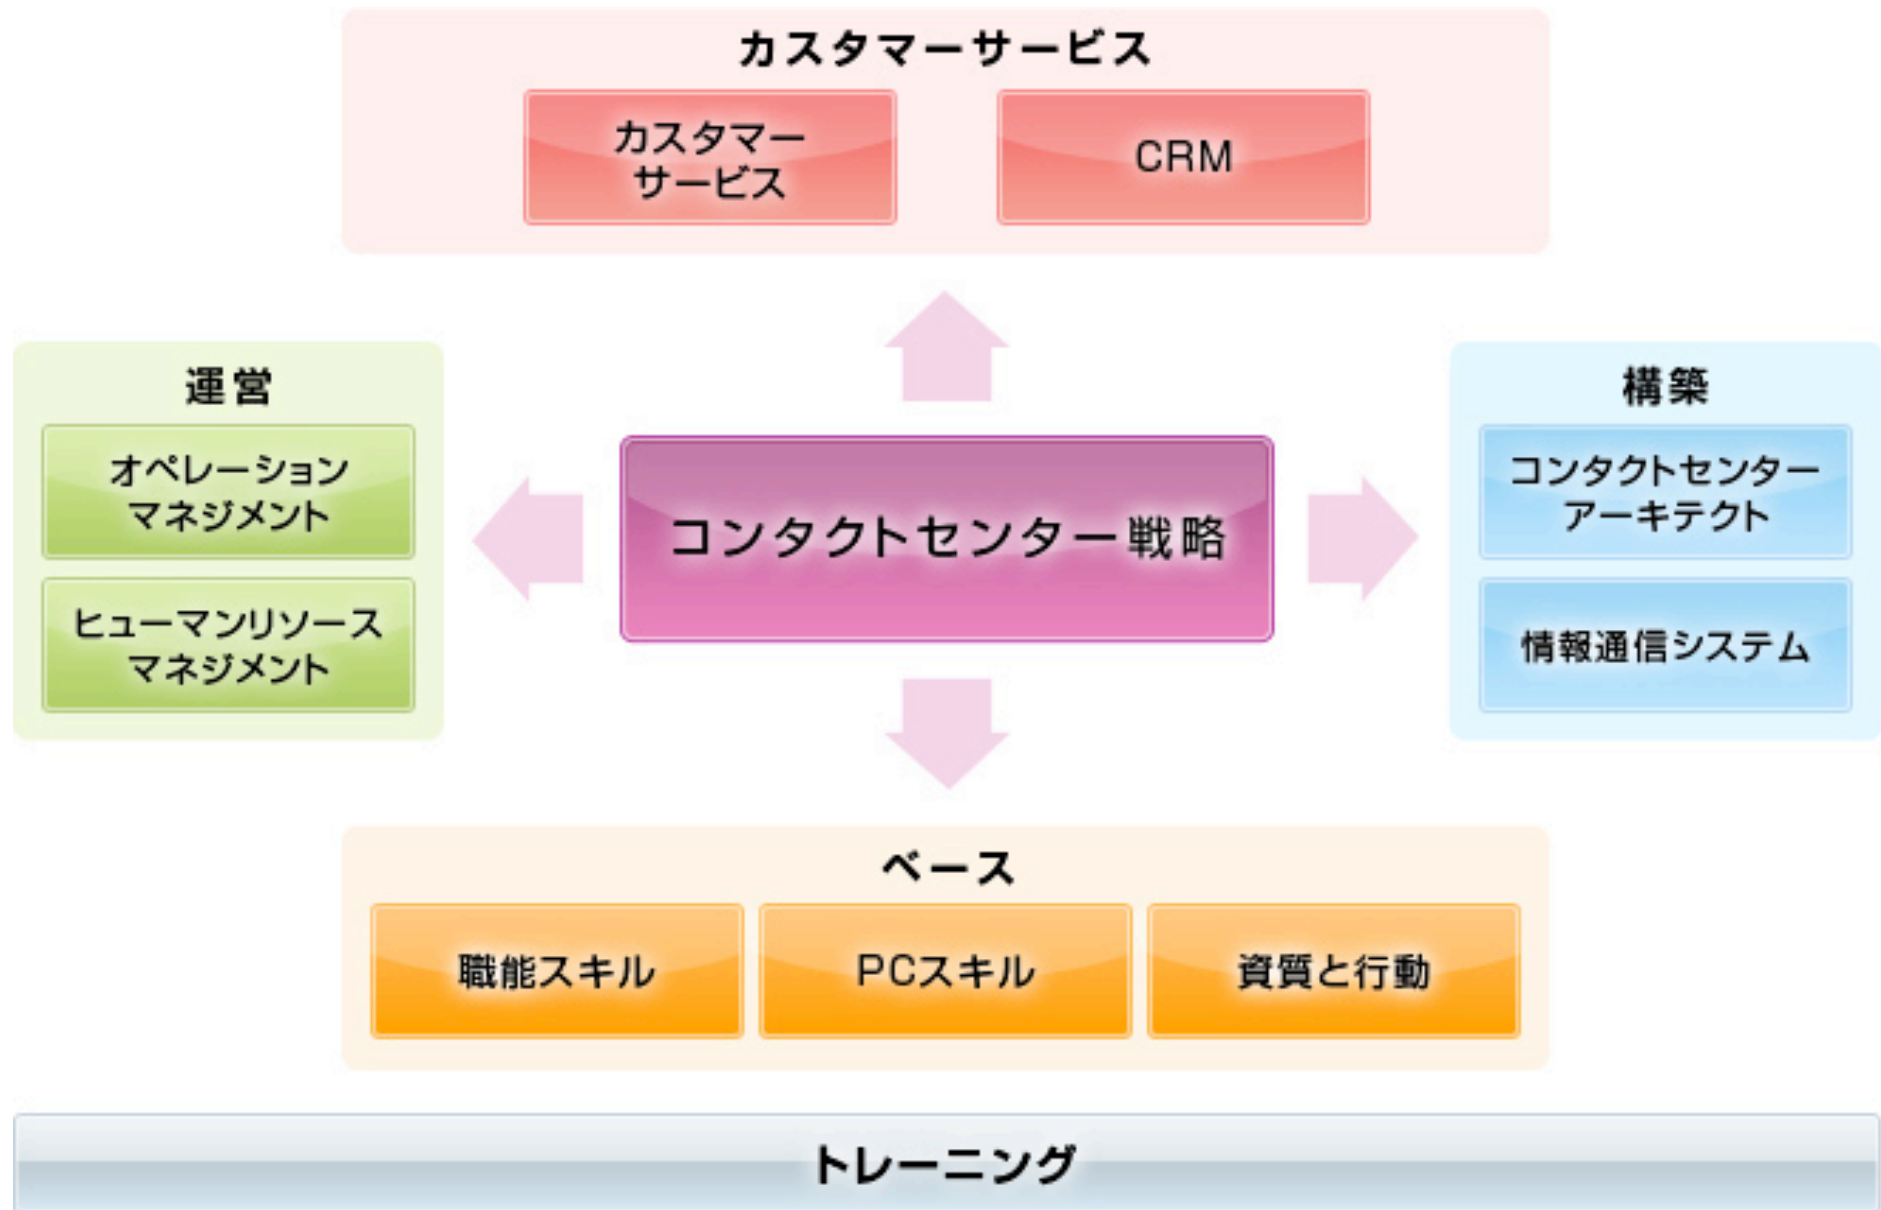 カスタマーサービス
カスタマー
サービス
CRM
運営
オペレーション
マネジメント
ヒューマンリソース
マネジメント
コンタクトセンター戦略
構築
コンタクトセンター
アーキテクト
情報通信システム
ベース
職能スキル
PCスキル
資質と行動
トレーニング